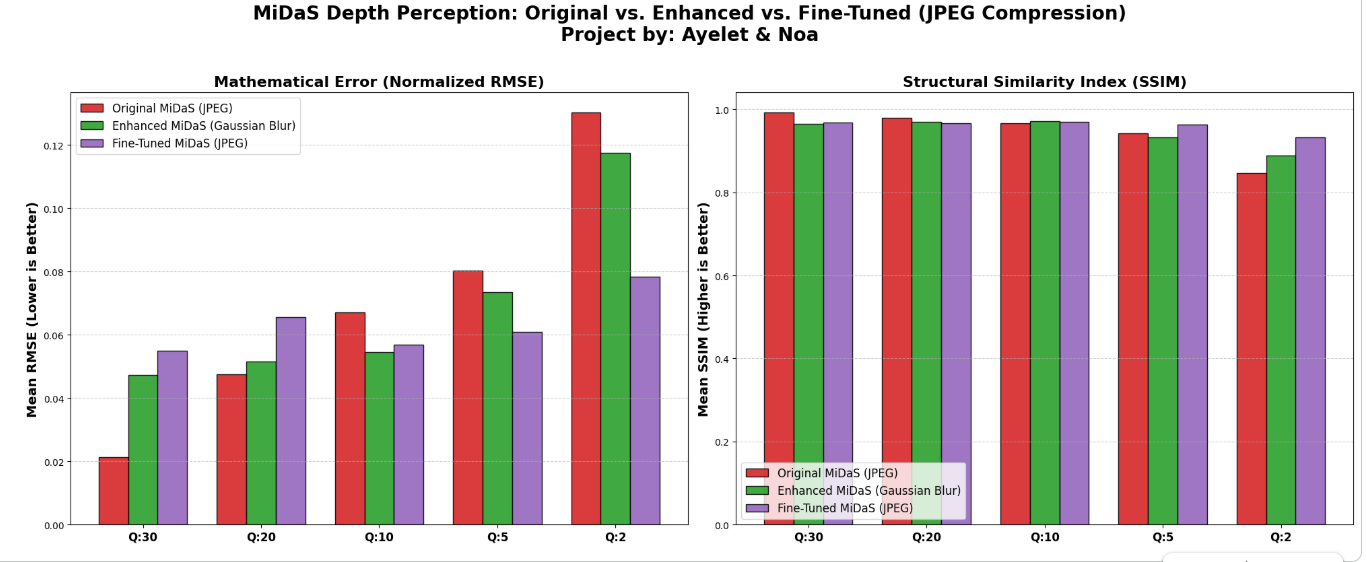 MiDaS Depth Perception: Original vs. Enhanced vs. Fine-Tuned (JPEG Compression)
Project by: Ayelet & Noa
Mathematical Error (Normalized RMSE)
Original MiDaS (JPEG)
Enhanced MiDaS (Gaussian Blur)
Fine-Tuned MiDaS (JPEG)
Mean RMSE (Lower is Better)
0.12
0.10
0.08
0.06
0.04
0.02
0.00
Q:30 Q:20 Q:10 Q:5 Q:2
Structural Similarity Index (SSIM)
Mean SSIM (Higher is Better)
1.0
0.8
0.6
0.4
0.2
0.0
Original MiDaS (JPEG)
Enhanced MiDaS (Gaussian Blur)
Fine-Tuned MiDaS (JPEG)
Q:30 Q:20 Q:10 Q:5 Q:2